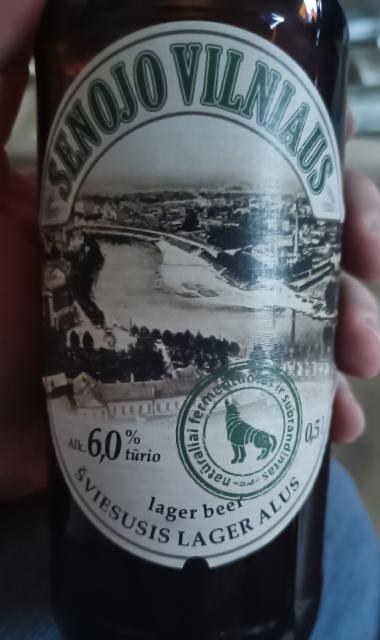 SENOJO VILNIAUS
natūraliai fermentuotas ir subrandintas
Alk. 6,0 % tūrio
0,5 l
lager beer
ŠVIESUSIS LAGER ALUS